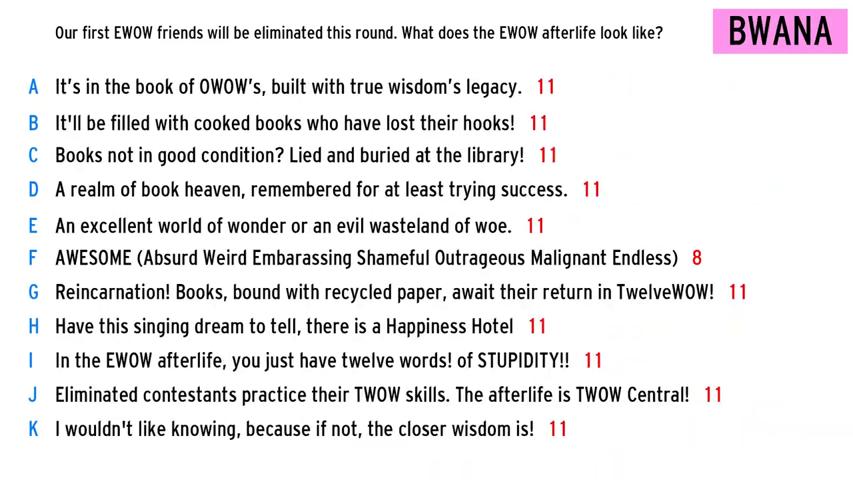 Our first EWOW friends will be eliminated this round. What does the EWOW afterlife look like?
BWANA
A It's in the book of OWOW's, built with true wisdom's legacy. 11
B It'll be filled with cooked books who have lost their hooks! 11
C Books not in good condition? Lied and buried at the library! 11
D A realm of book heaven, remembered for at least trying success. 11
E An excellent world of wonder or an evil wasteland of woe. 11
F AWESOME (Absurd Weird Embarassing Shameful Outrageous Malignant Endless) 8
G Reincarnation! Books, bound with recycled paper, await their return in TwelveWOW! 11
H Have this singing dream to tell, there is a Happiness Hotel 11
I In the EWOW afterlife, you just have twelve words! of STUPIDITY!! 11
J Eliminated contestants practice their TWOW skills. The afterlife is TWOW Central! 11
K I wouldn't like knowing, because if not, the closer wisdom is! 11